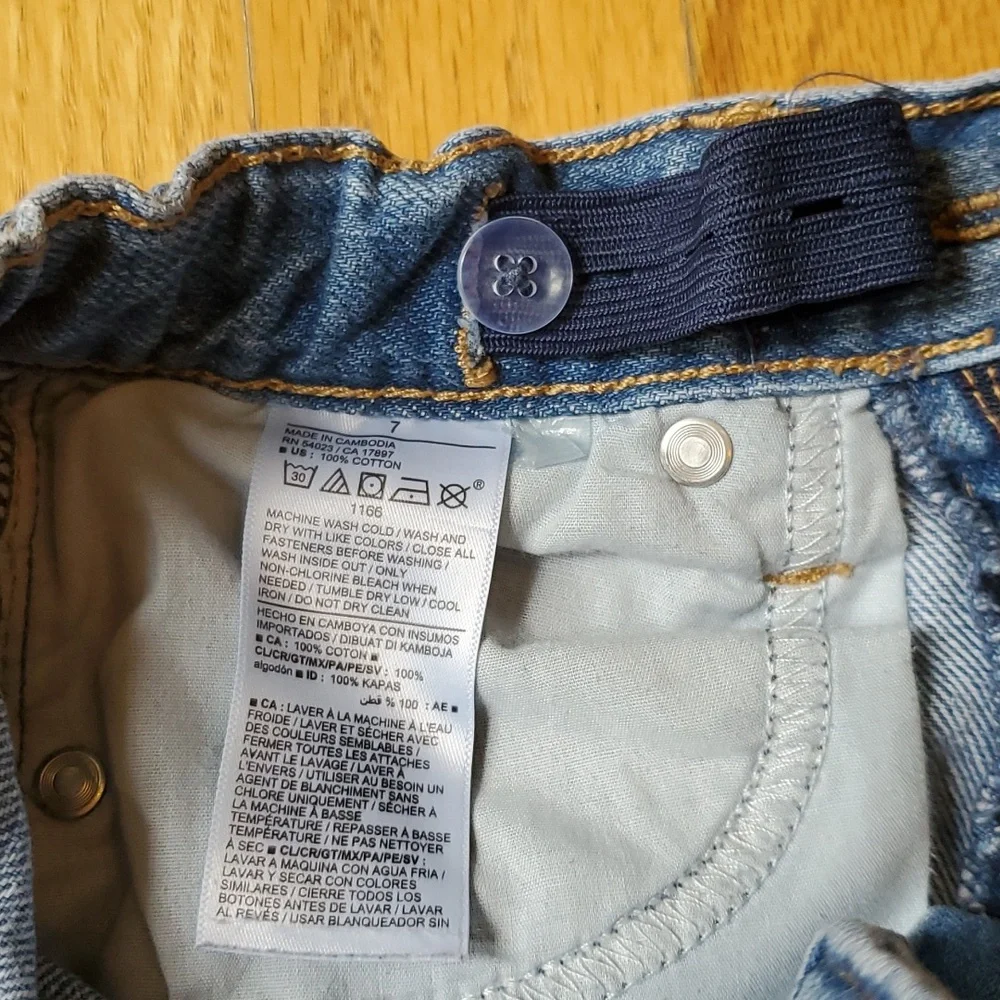 7
MADE IN CAMBODIA
RN 54023 / CA 17897
■ US : 100% COTTON
30 ®
1166
MACHINE WASH COLD / WASH AND
DRY WITH LIKE COLORS / CLOSE ALL
FASTENERS BEFORE WASHING /
WASH INSIDE OUT / ONLY
NON-CHLORINE BLEACH WHEN
NEEDED / TUMBLE DRY LOW / COOL
IRON / DO NOT DRY CLEAN
HECHO EN CAMBOYA CON INSUMOS
IMPORTADOS / DIBUAT DI KAMBOJA
■ CA : 100% COTON ■
CL/CR/GT/MX/PA/PE/SV : 100%
algodón ■ ID : 100% KAPAS
■ AE : 100 % قطن
■ CA : LAVER À LA MACHINE À L'EAU
FROIDE / LAVER ET SÉCHER AVEC
DES COULEURS SEMBLABLES /
FERMER TOUTES LES ATTACHES
AVANT LE LAVAGE / LAVER À
L'ENVERS / UTILISER AU BESOIN UN
AGENT DE BLANCHIMENT SANS
CHLORE UNIQUEMENT / SÉCHER À
LA MACHINE À BASSE
TEMPÉRATURE / REPASSER À BASSE
TEMPÉRATURE / NE PAS NETTOYER
À SEC ■ CL/CR/GT/MX/PA/PE/SV :
LAVAR A MAQUINA CON AGUA FRIA /
LAVAR Y SECAR CON COLORES
SIMILARES / CIERRE TODOS LOS
BOTONES ANTES DE LAVAR / LAVAR
AL REVÉS / USAR BLANQUEADOR SIN